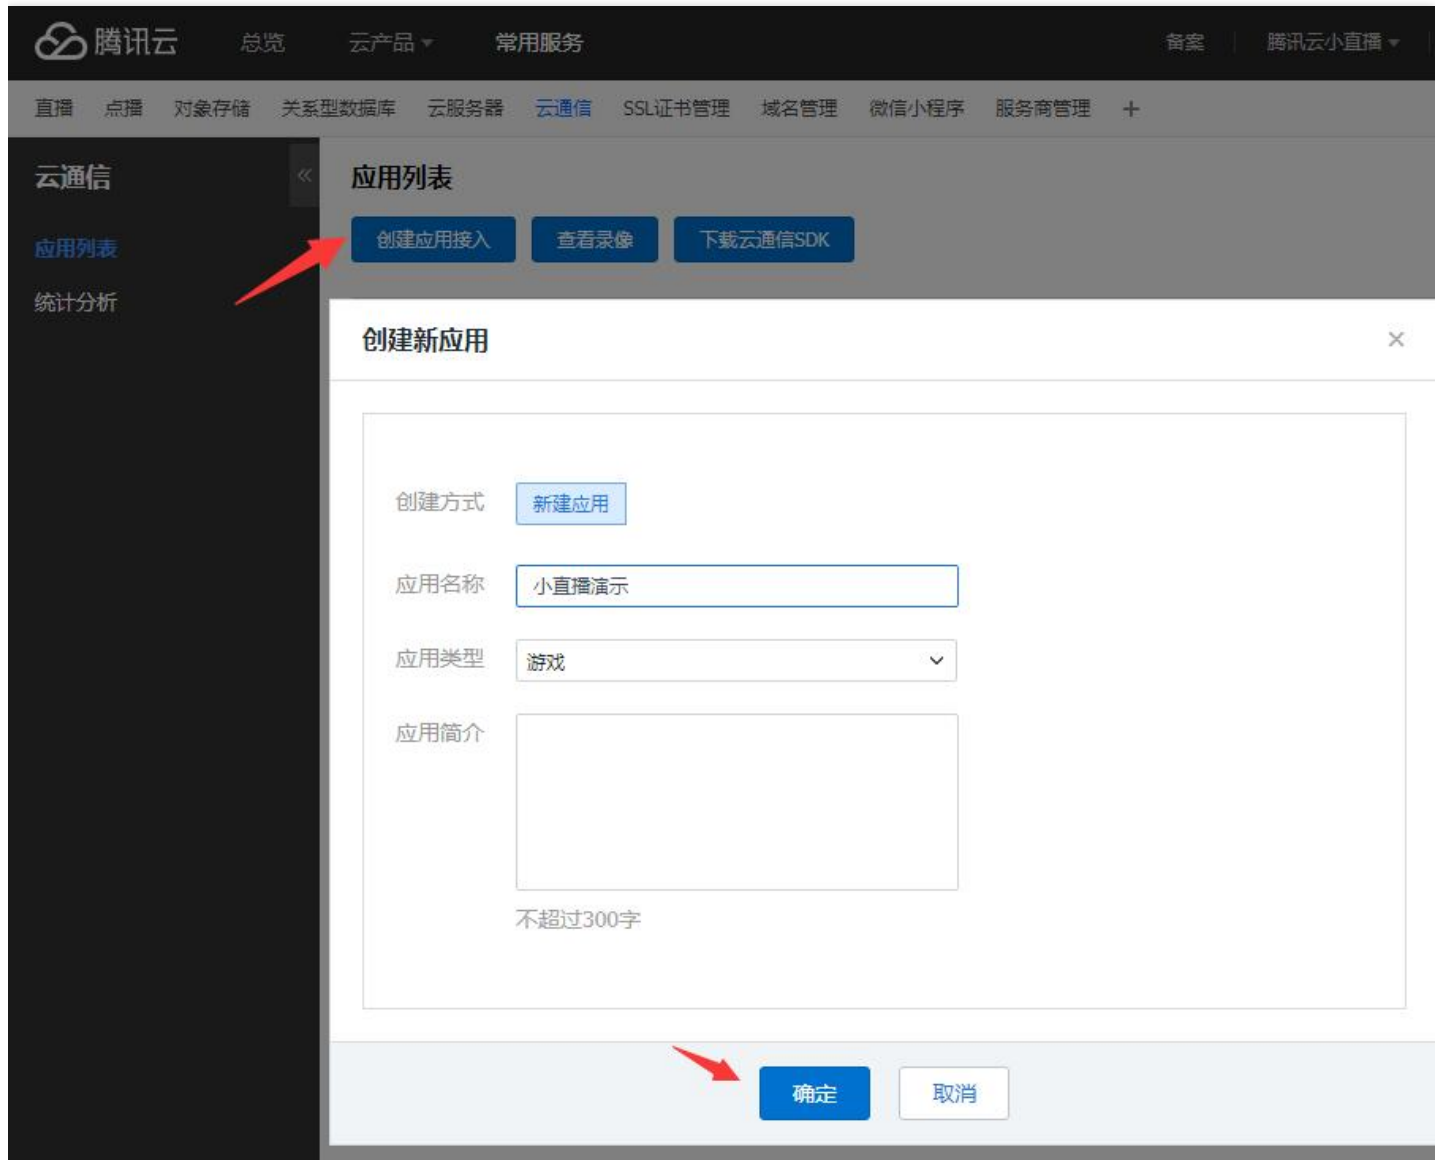 腾讯云 总览 云产品 常用服务 备案 腾讯云小直播
直播 点播 对象存储 关系型数据库 云服务器 云通信 SSL证书管理 域名管理 微信小程序 服务商管理 +
云通信 « 应用列表
应用列表 创建应用接入 查看录像 下载云通信SDK
统计分析
创建新应用 ×
创建方式 新建应用
应用名称 小直播演示
应用类型 游戏
应用简介
不超过300字
确定 取消